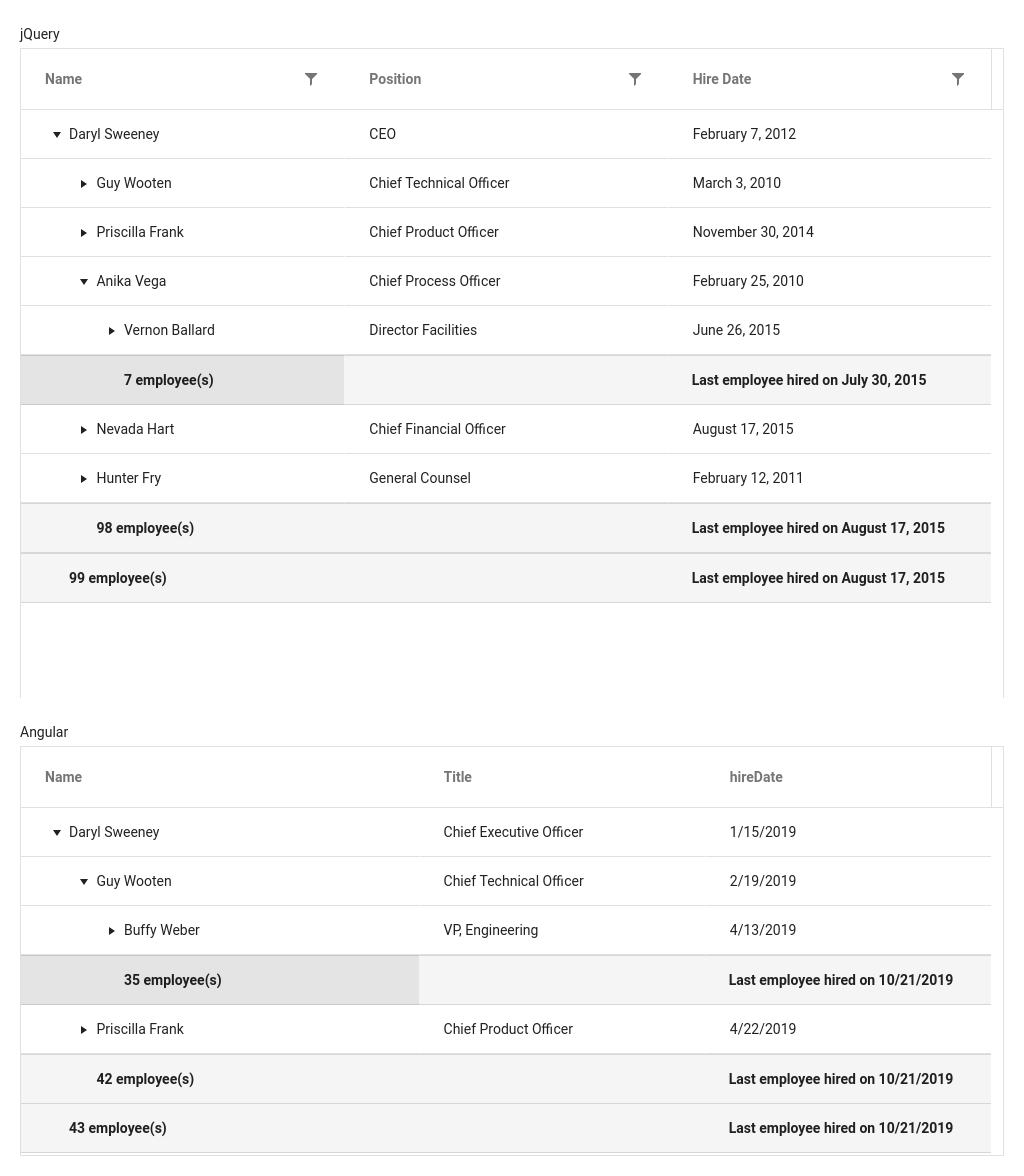 jQuery
Name Position Hire Date
Daryl Sweeney CEO February 7, 2012
Guy Wooten Chief Technical Officer March 3, 2010
Priscilla Frank Chief Product Officer November 30, 2014
Anika Vega Chief Process Officer February 25, 2010
Vernon Ballard Director Facilities June 26, 2015
7 employee(s) Last employee hired on July 30, 2015
Nevada Hart Chief Financial Officer August 17, 2015
Hunter Fry General Counsel February 12, 2011
98 employee(s) Last employee hired on August 17, 2015
99 employee(s) Last employee hired on August 17, 2015
Angular
Name Title hireDate
Daryl Sweeney Chief Executive Officer 1/15/2019
Guy Wooten Chief Technical Officer 2/19/2019
Buffy Weber VP, Engineering 4/13/2019
35 employee(s) Last employee hired on 10/21/2019
Priscilla Frank Chief Product Officer 4/22/2019
42 employee(s) Last employee hired on 10/21/2019
43 employee(s) Last employee hired on 10/21/2019